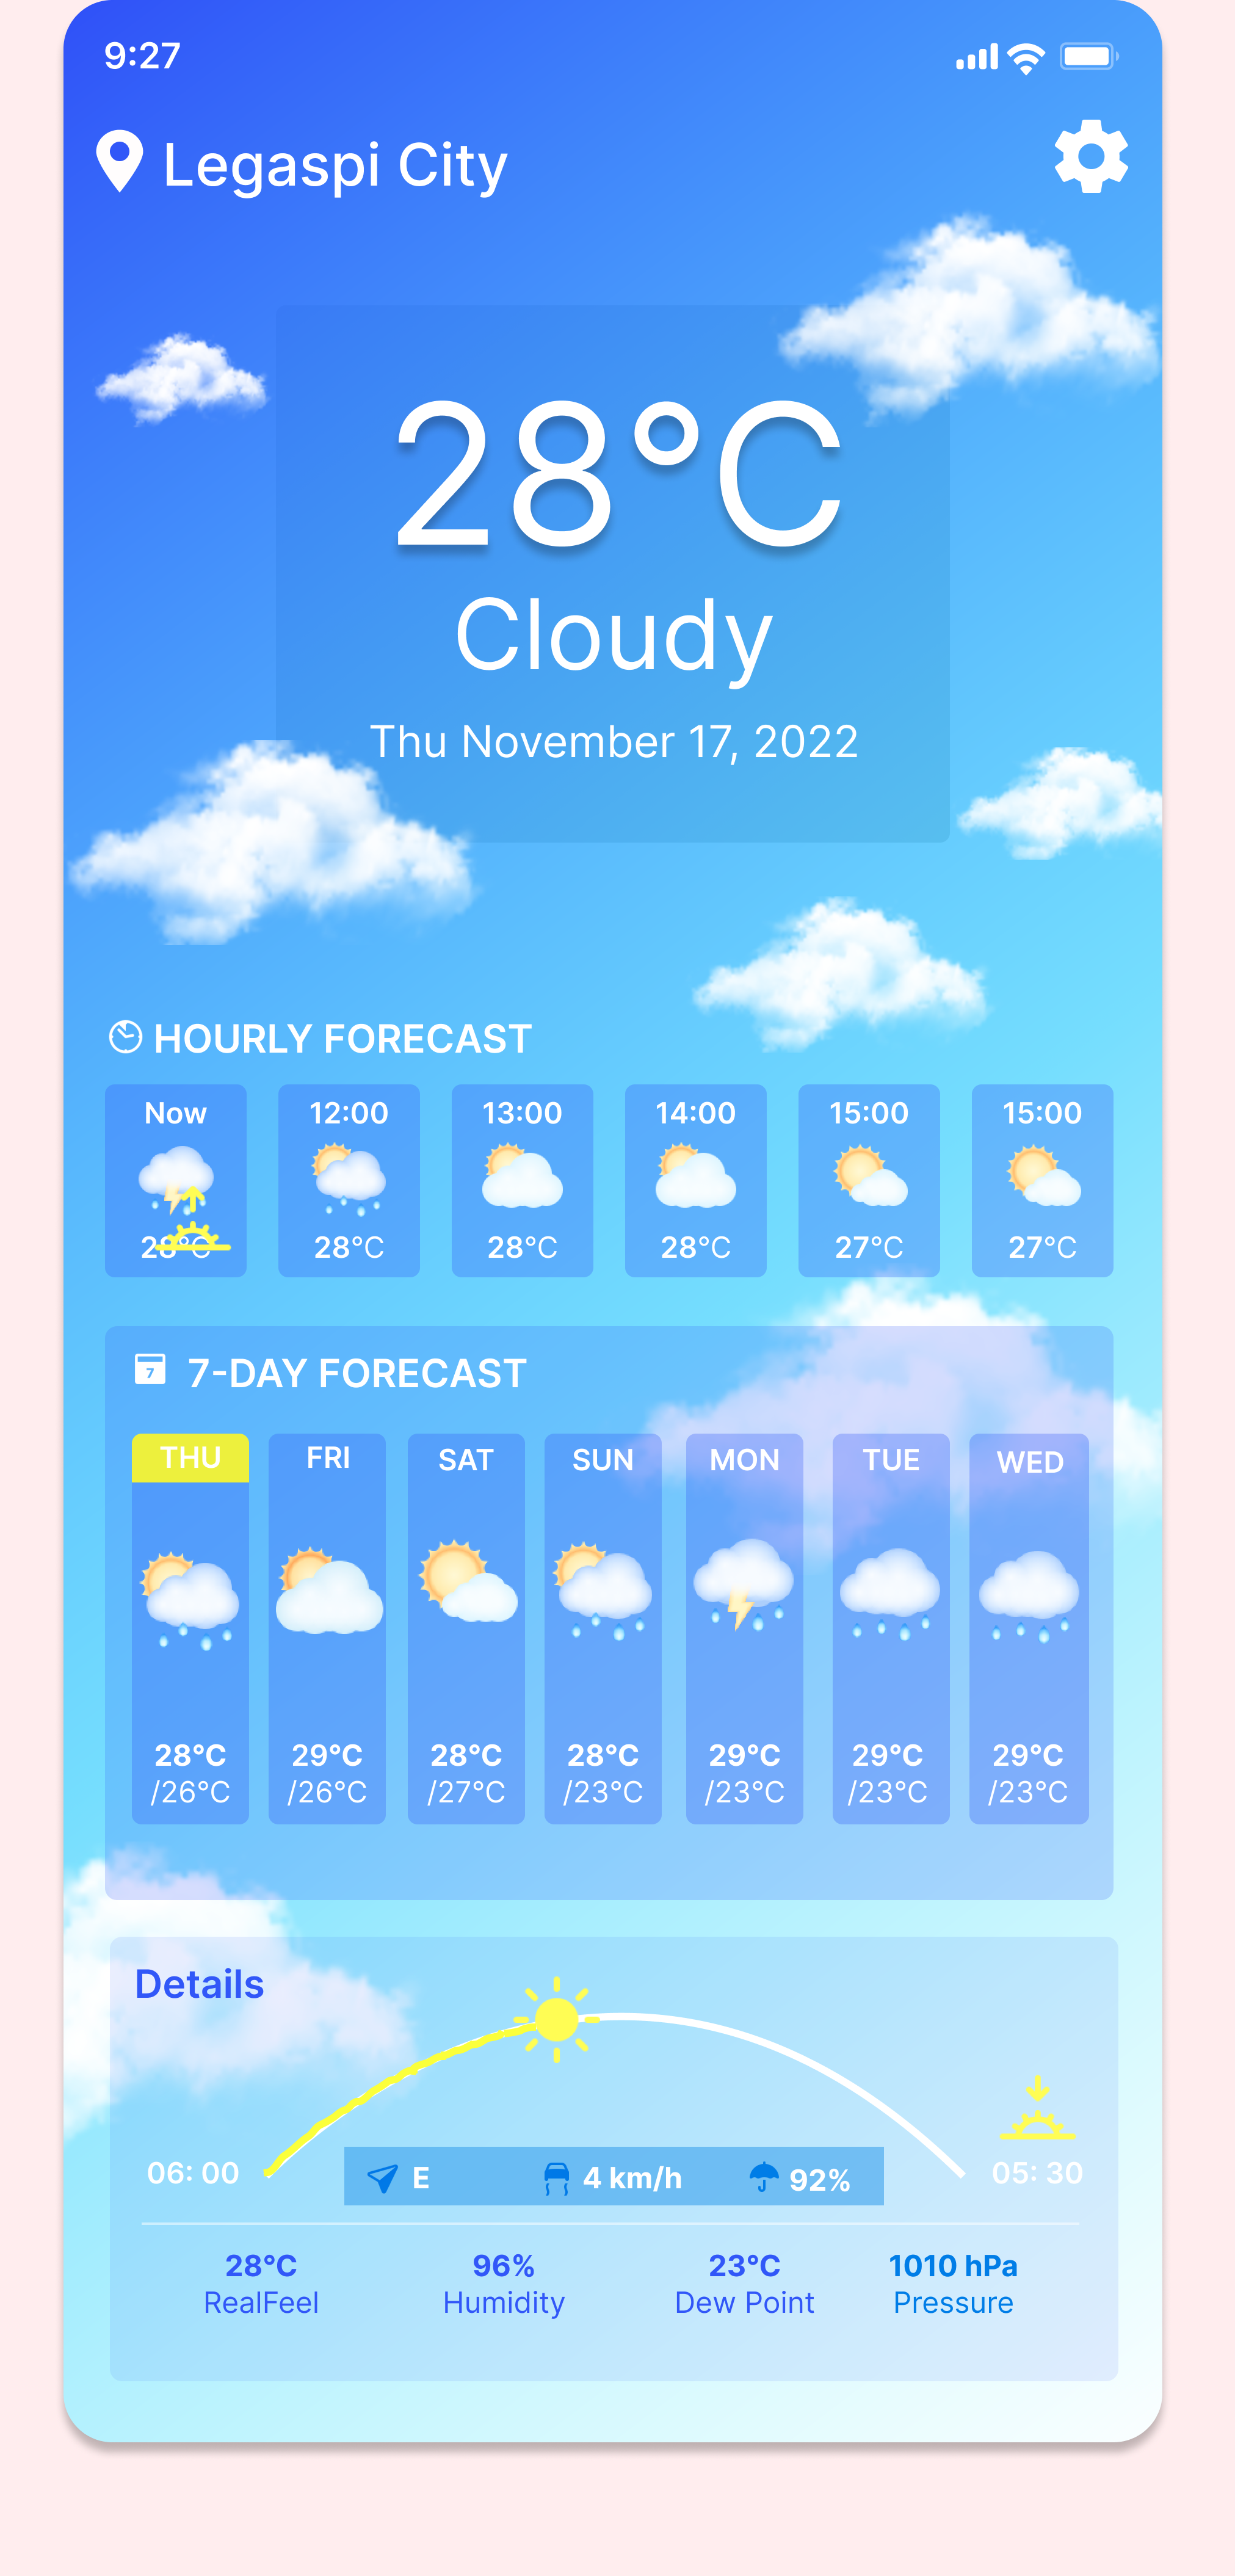 9:27
Legaspi City
28°C
Cloudy
Thu November 17, 2022
HOURLY FORECAST
Now 12:00 13:00 14:00 15:00 15:00
28°C 28°C 28°C 28°C 27°C 27°C
7 7-DAY FORECAST
THU FRI SAT SUN MON TUE WED
28°C 29°C 28°C 28°C 29°C 29°C 29°C
/26°C /26°C /27°C /23°C /23°C /23°C /23°C
Details
06: 00 E 4 km/h 92% 05: 30
28°C 96% 23°C 1010 hPa
RealFeel Humidity Dew Point Pressure